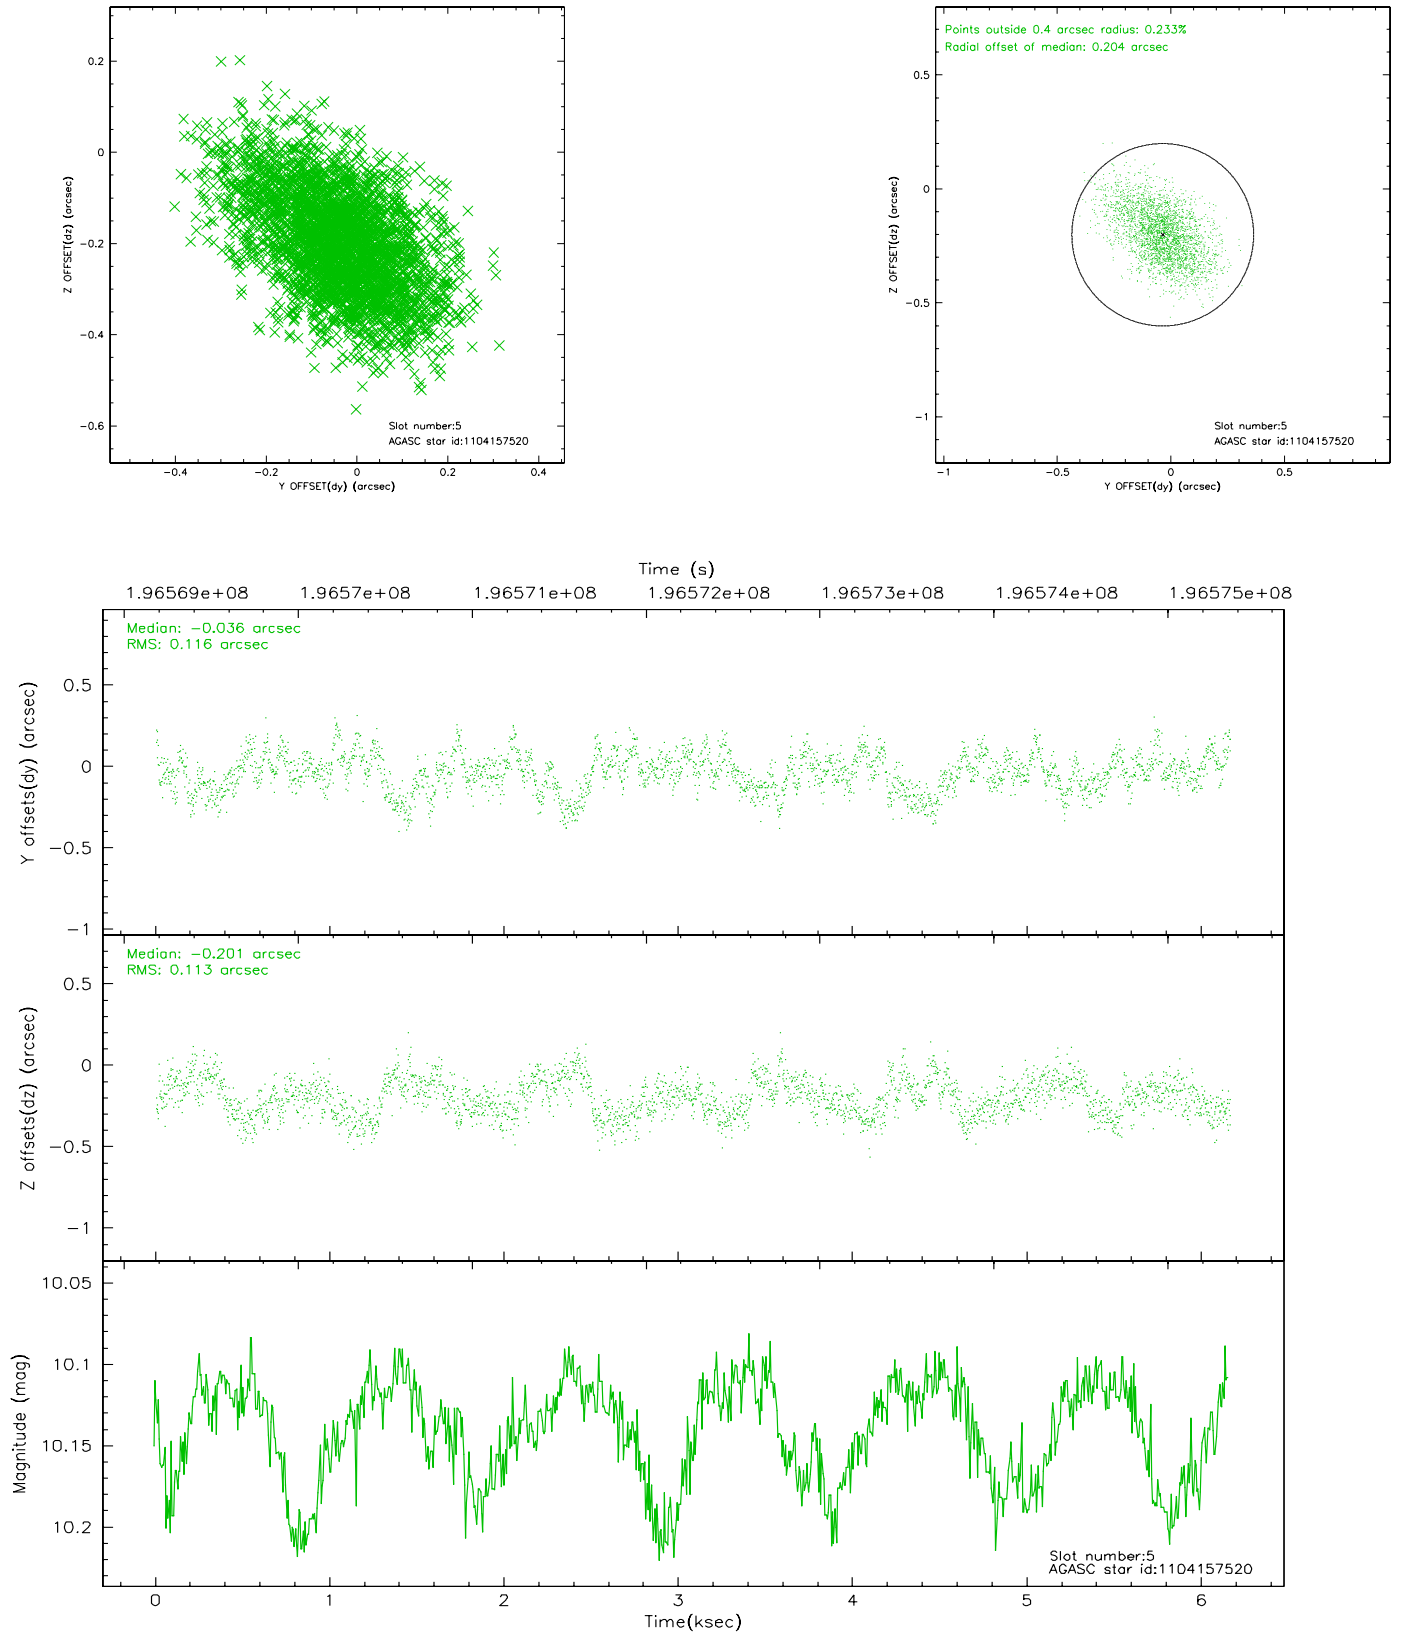 0.2
0
-0.2
-0.4
-0.6
Z OFFSET(dz) (arcsec)
Slot number:5
AGASC star id:1104157520
-0.4 -0.2 0 0.2 0.4
Y OFFSET(dy) (arcsec)
Points outside 0.4 arcsec radius: 0.233%
Radial offset of median: 0.204 arcsec
0.5
0
-0.5
-1
Z OFFSET(dz) (arcsec)
Slot number:5
AGASC star id:1104157520
-1 -0.5 0 0.5
Y OFFSET(dy) (arcsec)
Time (s)
1.96569e+08 1.9657e+08 1.96571e+08 1.96572e+08 1.96573e+08 1.96574e+08 1.96575e+08
Median: -0.036 arcsec
RMS: 0.116 arcsec
0.5
0
-0.5
-1
Y offsets(dy) (arcsec)
Median: -0.201 arcsec
RMS: 0.113 arcsec
0.5
0
-0.5
-1
Z offsets(dz) (arcsec)
10.05
10.1
10.15
10.2
Magnitude (mag)
Slot number:5
AGASC star id:1104157520
0 1 2 3 4 5 6
Time(ksec)